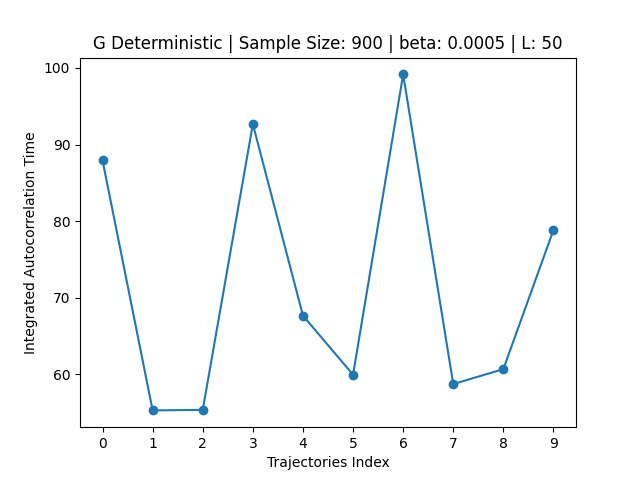 G Deterministic | Sample Size: 900 | beta: 0.0005 | L: 50
100
90
80
70
60
Integrated Autocorrelation Time
0 1 2 3 4 5 6 7 8 9
Trajectories Index